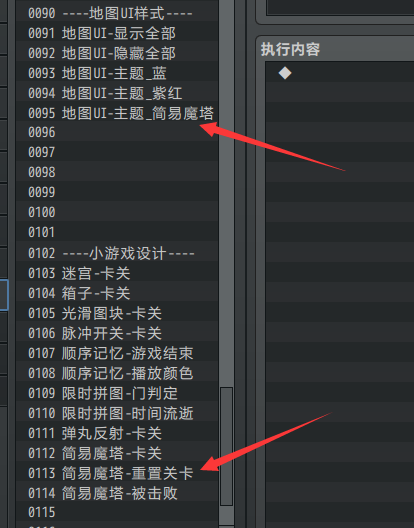 0090 ----地图UI样式----
0091 地图UI-显示全部
0092 地图UI-隐藏全部
0093 地图UI-主题_蓝
0094 地图UI-主题_紫红
0095 地图UI-主题_简易魔塔
0096
0097
0098
0099
0100
0101
0102 ----小游戏设计----
0103 迷宫-卡关
0104 箱子-卡关
0105 光滑图块-卡关
0106 脉冲开关-卡关
0107 顺序记忆-游戏结束
0108 顺序记忆-播放颜色
0109 限时拼图-门判定
0110 限时拼图-时间流逝
0111 弹丸反射-卡关
0112 简易魔塔-卡关
0113 简易魔塔-重置关卡
0114 简易魔塔-被击败
0115
执行内容
◆